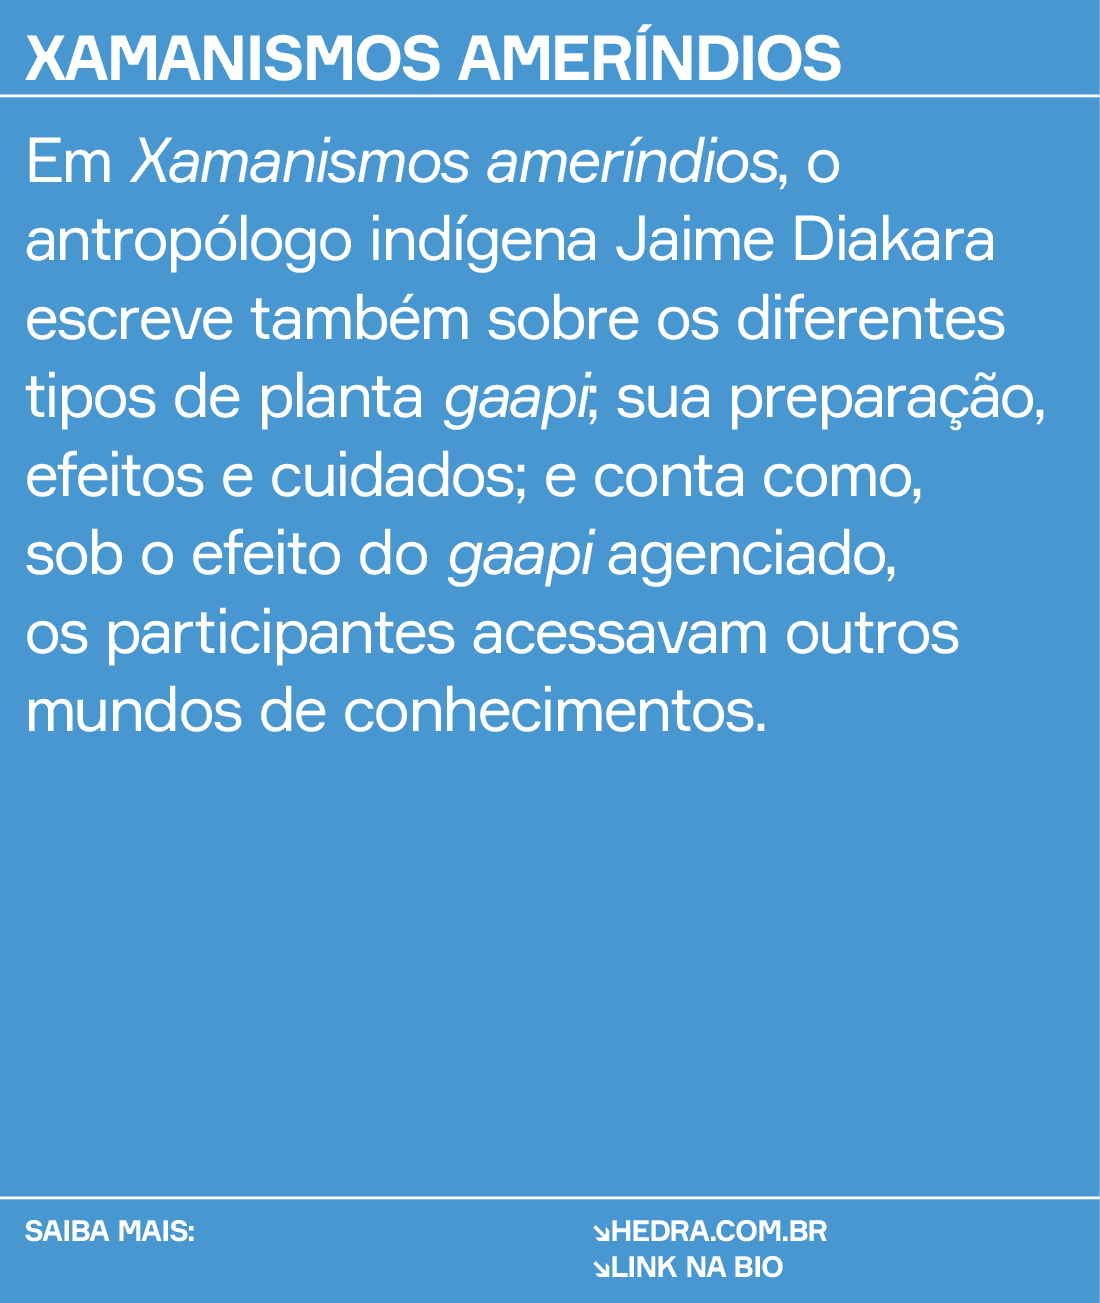 XAMANISMOS AMERÍNDIOS
Em Xamanismos ameríndios, o
antropólogo indígena Jaime Diakara
escreve também sobre os diferentes
tipos de planta gaapi; sua preparação,
efeitos e cuidados; e conta como,
sob o efeito do gaapi agenciado,
os participantes acessavam outros
mundos de conhecimentos.
SAIBA MAIS:
↘HEDRA.COM.BR
↘LINK NA BIO